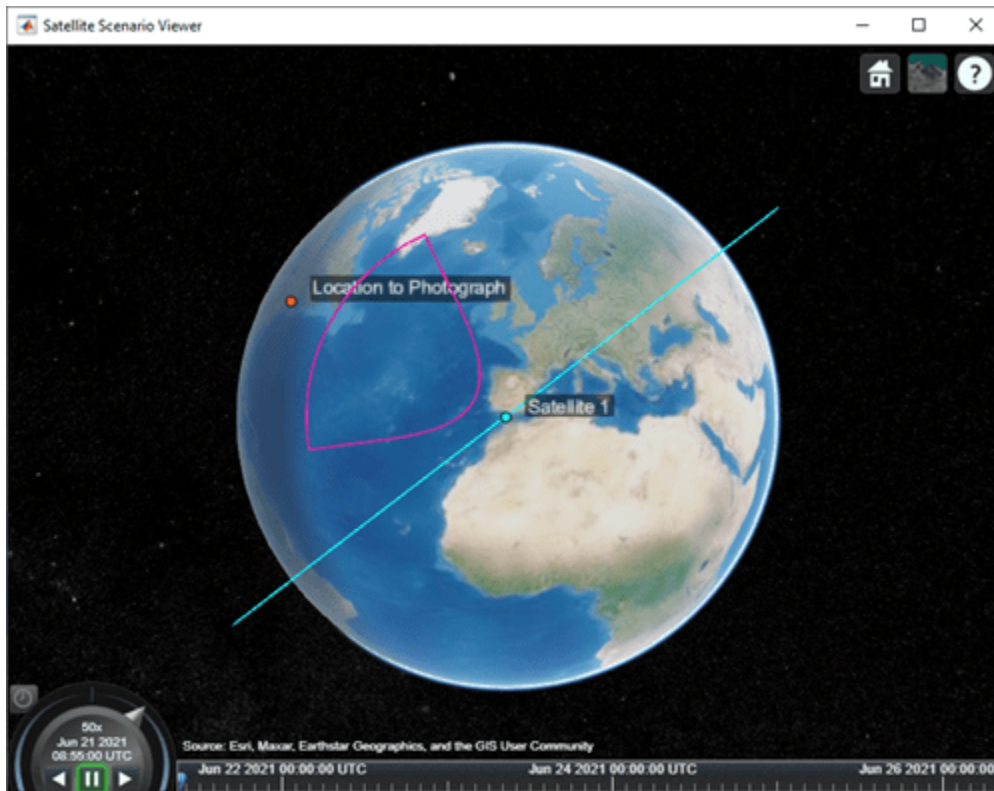 Satellite Scenario Viewer
?
Location to Photograph
Satellite 1
50x
Jun 21 2021
08:55:00 UTC
Source: Esri, Maxar, Earthstar Geographics, and the GIS User Community
Jun 22 2021 00:00:00 UTC
Jun 24 2021 00:00:00 UTC
Jun 26 2021 00:00:00